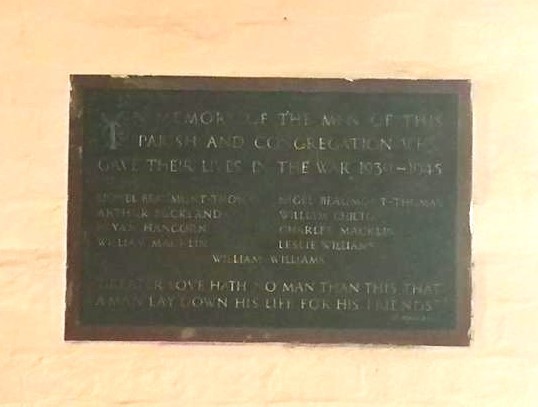 IN MEMORY OF THE MEN OF THIS
PARISH AND CONGREGATION WHO
GAVE THEIR LIVES IN THE WAR 1939–1945
LIONEL BEAUMONT-THOMAS NIGEL BEAUMONT-THOMAS
ARTHUR WILLIAM
HANCORN CHARLES MACKLIN
WILLIAM MACKLIN LESLIE WILLIAMS
WILLIAM WILLIAMS
"GREATER LOVE HATH NO MAN THAN THIS THAT
A MAN LAY DOWN HIS LIFE FOR HIS FRIENDS"